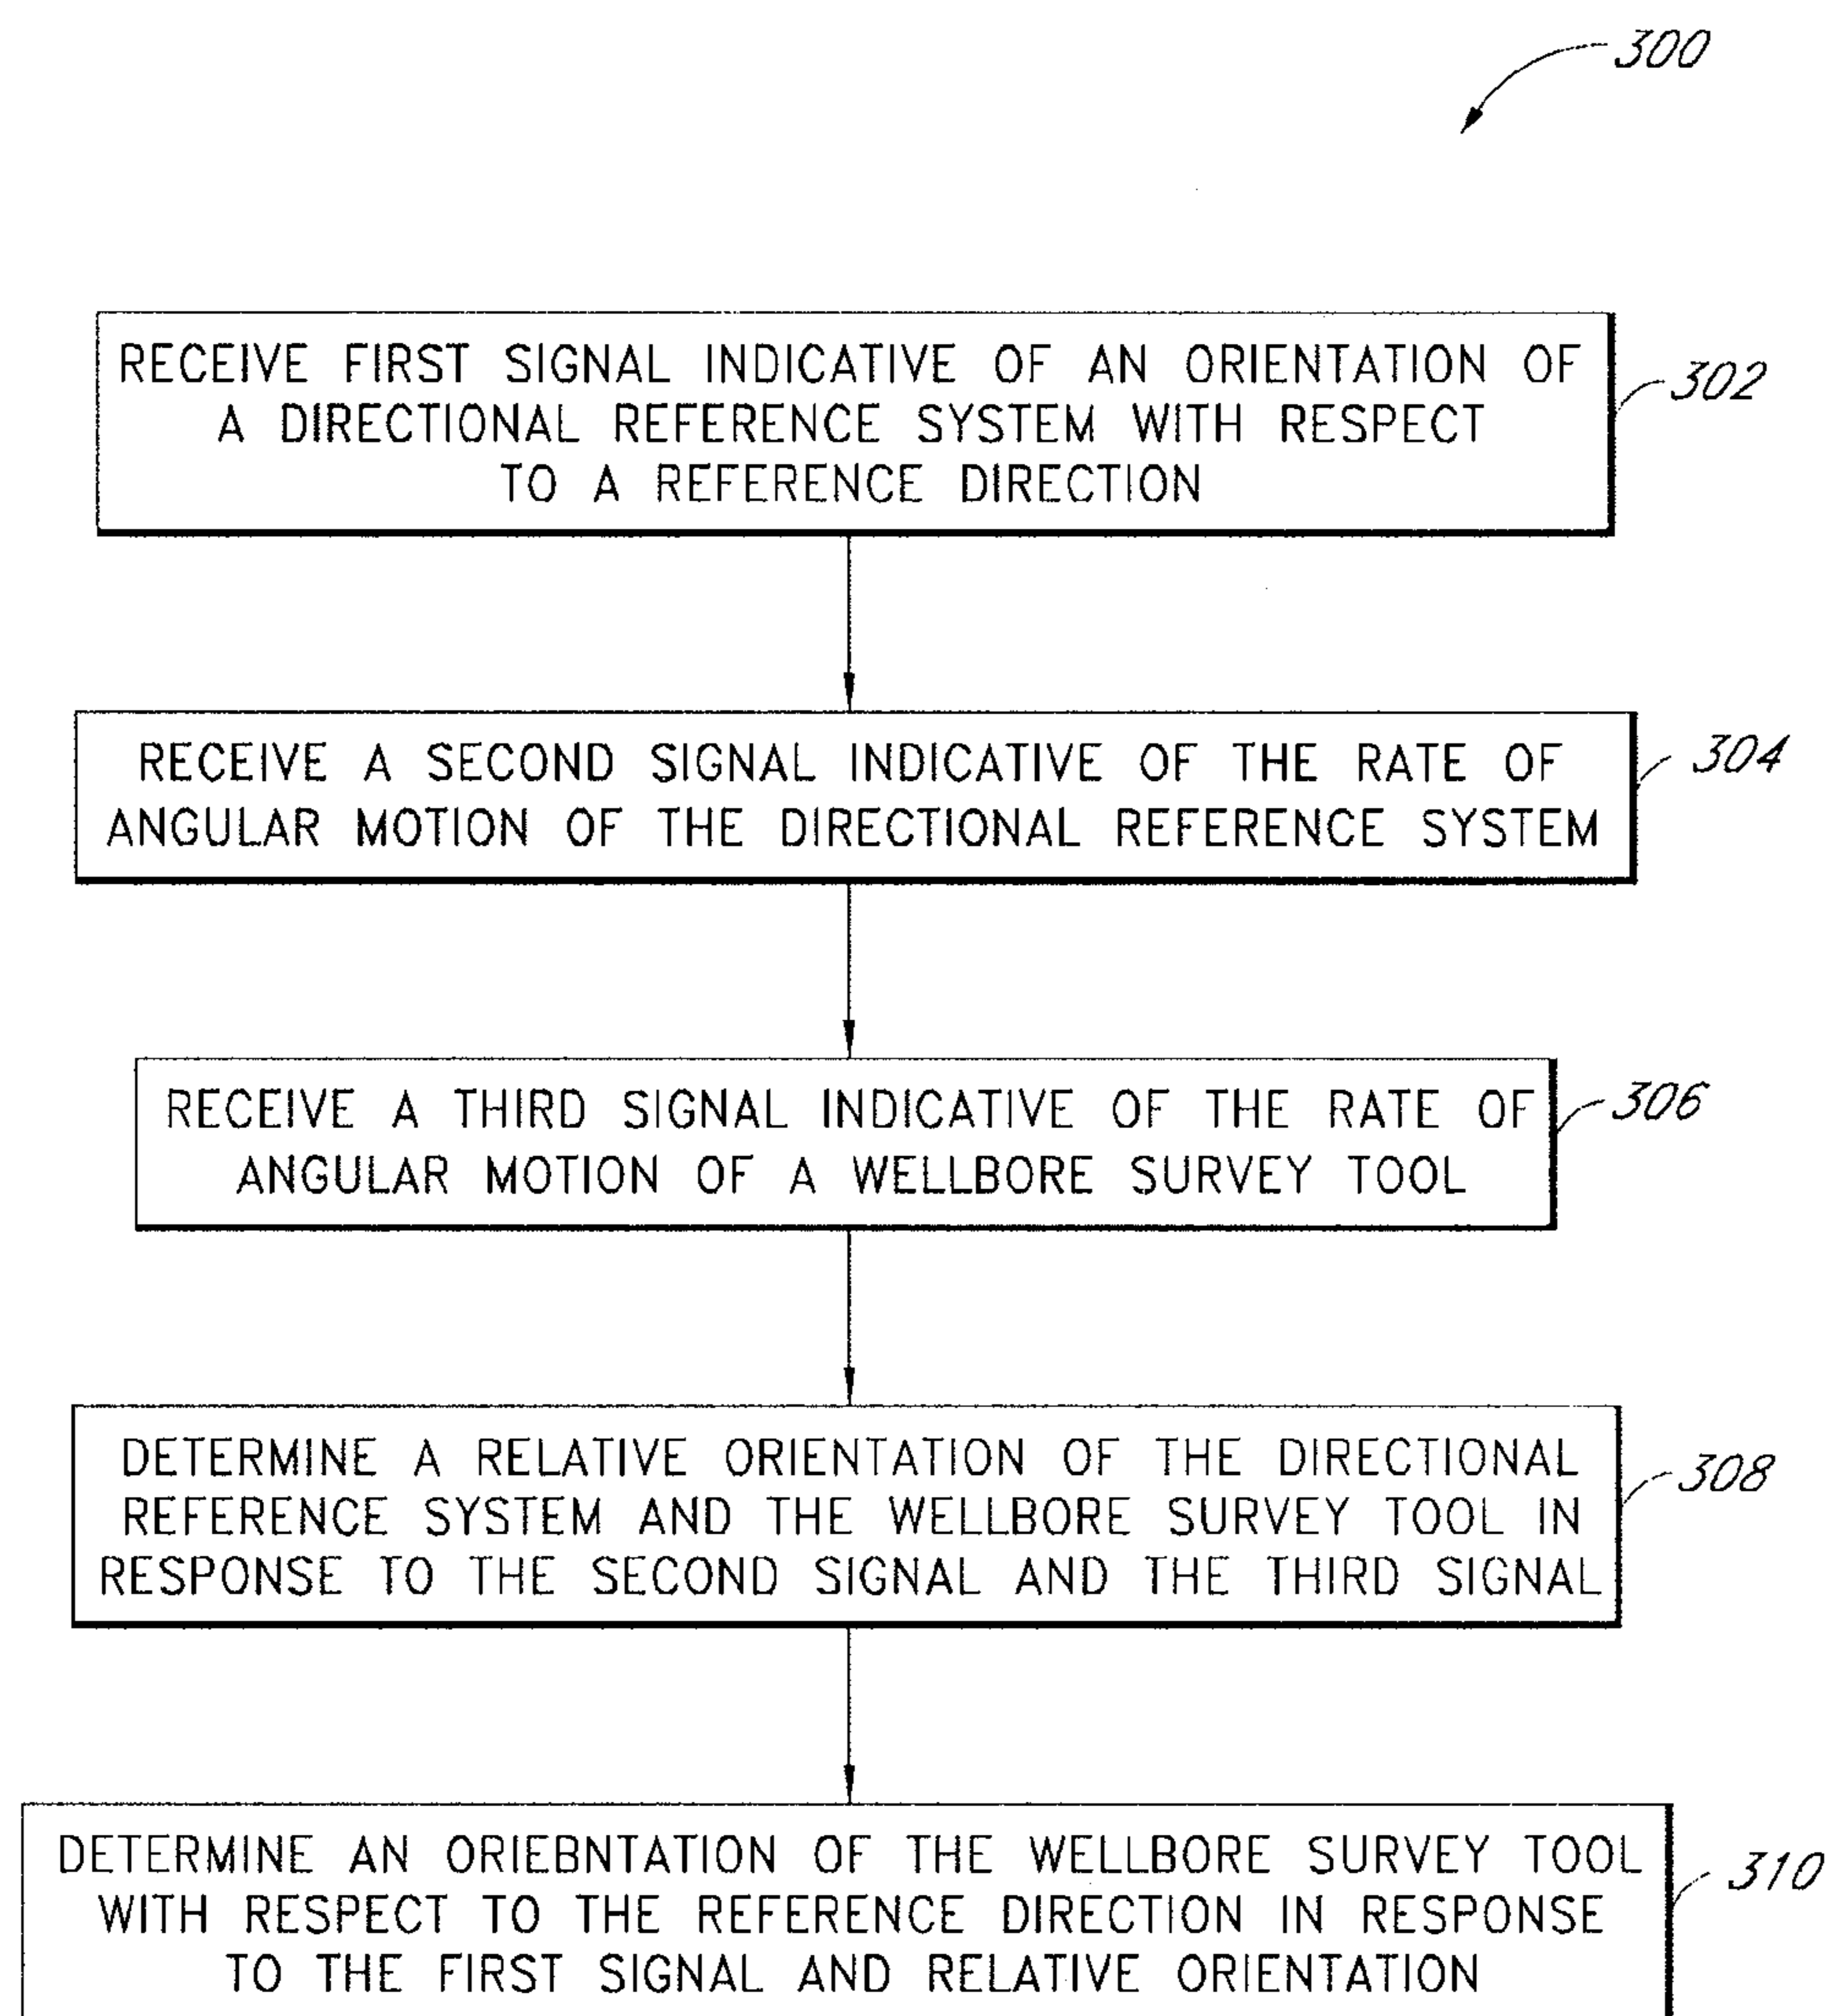 300
RECEIVE FIRST SIGNAL INDICATIVE OF AN ORIENTATION OF
A DIRECTIONAL REFERENCE SYSTEM WITH RESPECT
TO A REFERENCE DIRECTION
302
RECEIVE A SECOND SIGNAL INDICATIVE OF THE RATE OF
ANGULAR MOTION OF THE DIRECTIONAL REFERENCE SYSTEM
304
RECEIVE A THIRD SIGNAL INDICATIVE OF THE RATE OF
ANGULAR MOTION OF A WELLBORE SURVEY TOOL
306
DETERMINE A RELATIVE ORIENTATION OF THE DIRECTIONAL
REFERENCE SYSTEM AND THE WELLBORE SURVEY TOOL IN
RESPONSE TO THE SECOND SIGNAL AND THE THIRD SIGNAL
308
DETERMINE AN ORIEBNTATION OF THE WELLBORE SURVEY TOOL
WITH RESPECT TO THE REFERENCE DIRECTION IN RESPONSE
TO THE FIRST SIGNAL AND RELATIVE ORIENTATION
310